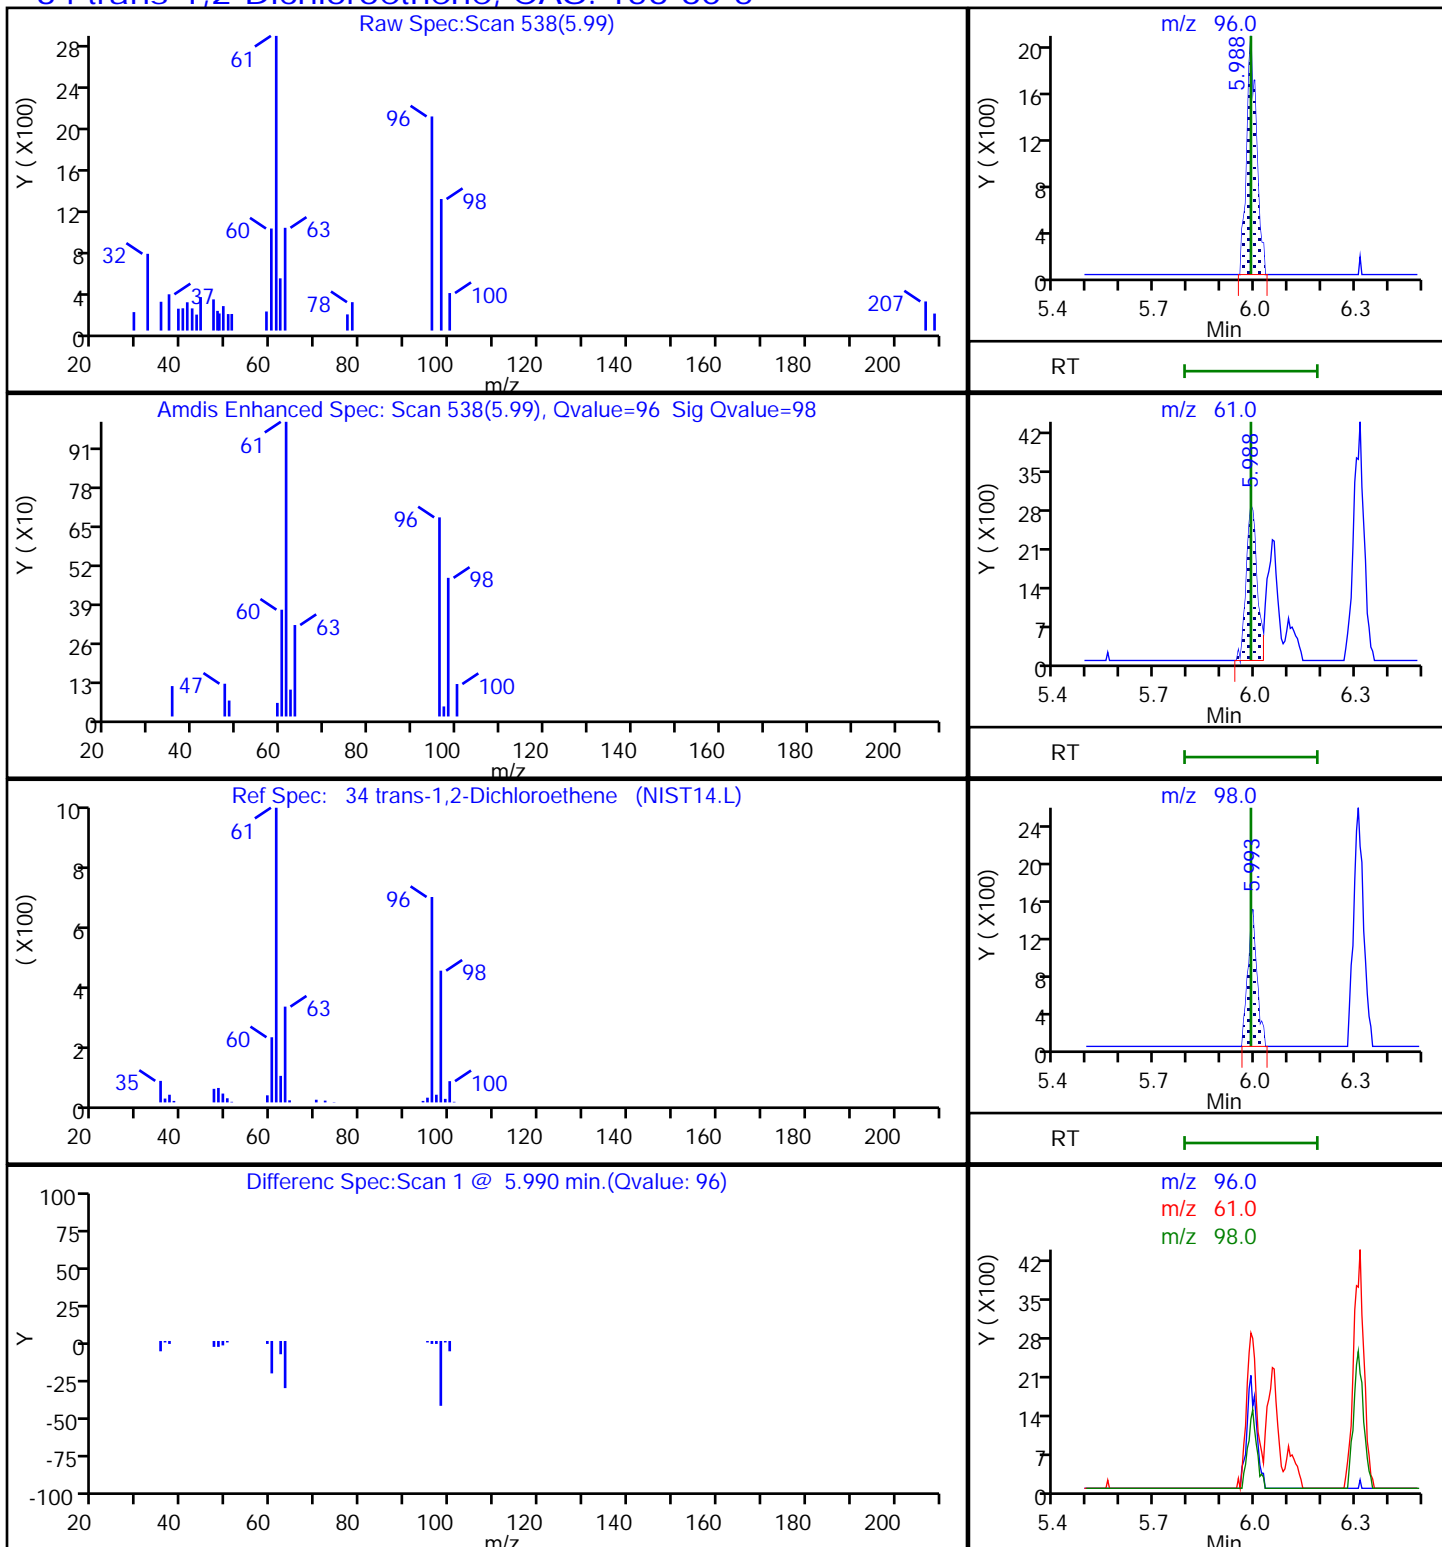 34 trans-1,2-Dichloroethene, CAS: 156-60-5
Raw Spec:Scan 538(5.99)
Y ( X100)
28
24
20
16
12
8
4
0
61
96
98
60
63
32
37
78
100
207
20 40 60 80 100 120 140 160 180 200
m/z
m/z 96.0
Y ( X100)
20
16
12
8
4
0
5.988
5.4 5.7 6.0 6.3
Min
RT
Amdis Enhanced Spec: Scan 538(5.99), Qvalue=96 Sig Qvalue=98
Y ( X10)
91
78
65
52
39
26
13
0
61
96
98
60
63
47
100
20 40 60 80 100 120 140 160 180 200
m/z
m/z 61.0
Y ( X100)
42
35
28
21
14
7
0
5.988
5.4 5.7 6.0 6.3
Min
RT
Ref Spec: 34 trans-1,2-Dichloroethene (NIST14.L)
( X100)
10
8
6
4
2
0
61
96
98
63
60
35
100
20 40 60 80 100 120 140 160 180 200
m/z 98.0
Y ( X100)
24
20
16
12
8
4
0
5.993
5.4 5.7 6.0 6.3
Min
RT
Differenc Spec:Scan 1 @ 5.990 min.(Qvalue: 96)
Y
100
75
50
25
0
-25
-50
-75
-100
20 40 60 80 100 120 140 160 180 200
m/z
m/z 96.0
m/z 61.0
m/z 98.0
Y ( X100)
42
35
28
21
14
7
0
5.4 5.7 6.0 6.3
Min